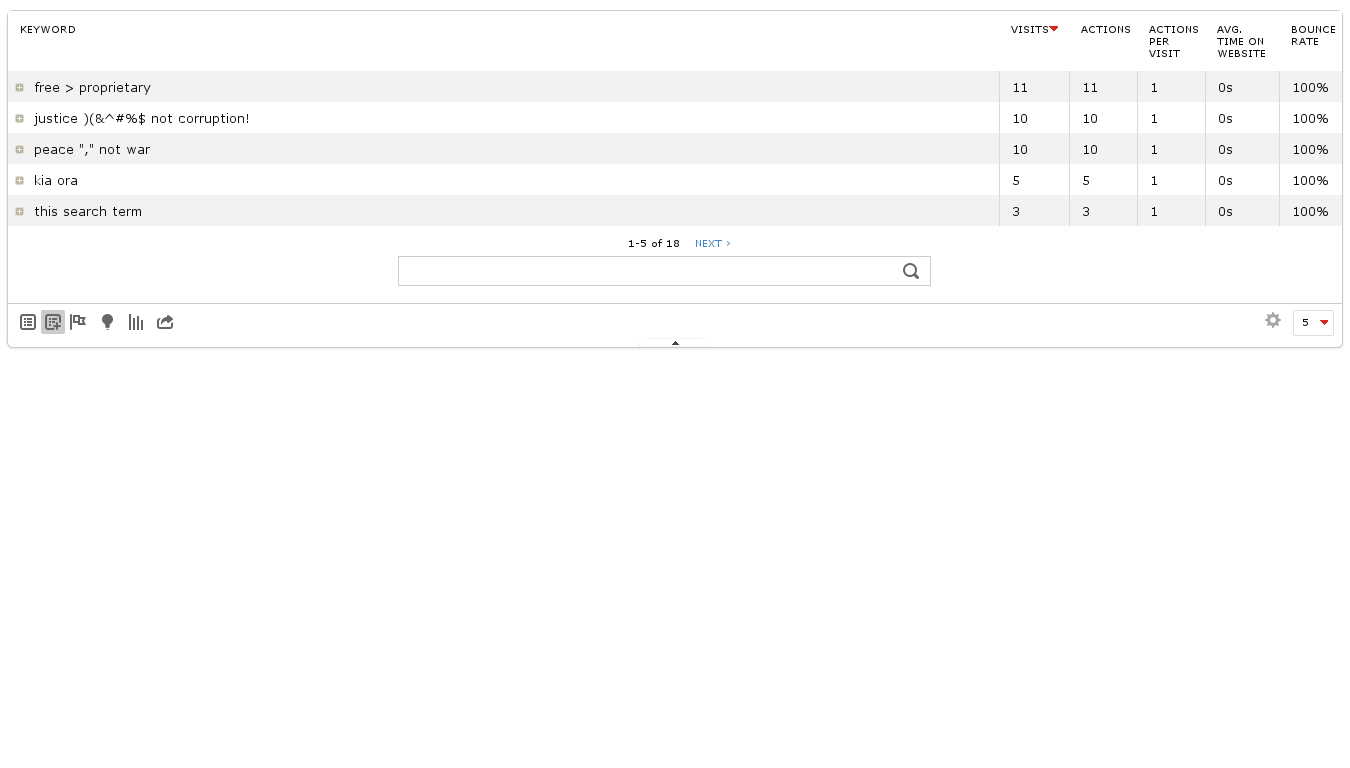 KEYWORD VISITS ACTIONS ACTIONS PER VISIT AVG. TIME ON WEBSITE BOUNCE RATE
free > proprietary 11 11 1 0s 100%
justice )(&^#%$ not corruption! 10 10 1 0s 100%
peace "," not war 10 10 1 0s 100%
kia ora 5 5 1 0s 100%
this search term 3 3 1 0s 100%
1-5 of 18 NEXT ›
5